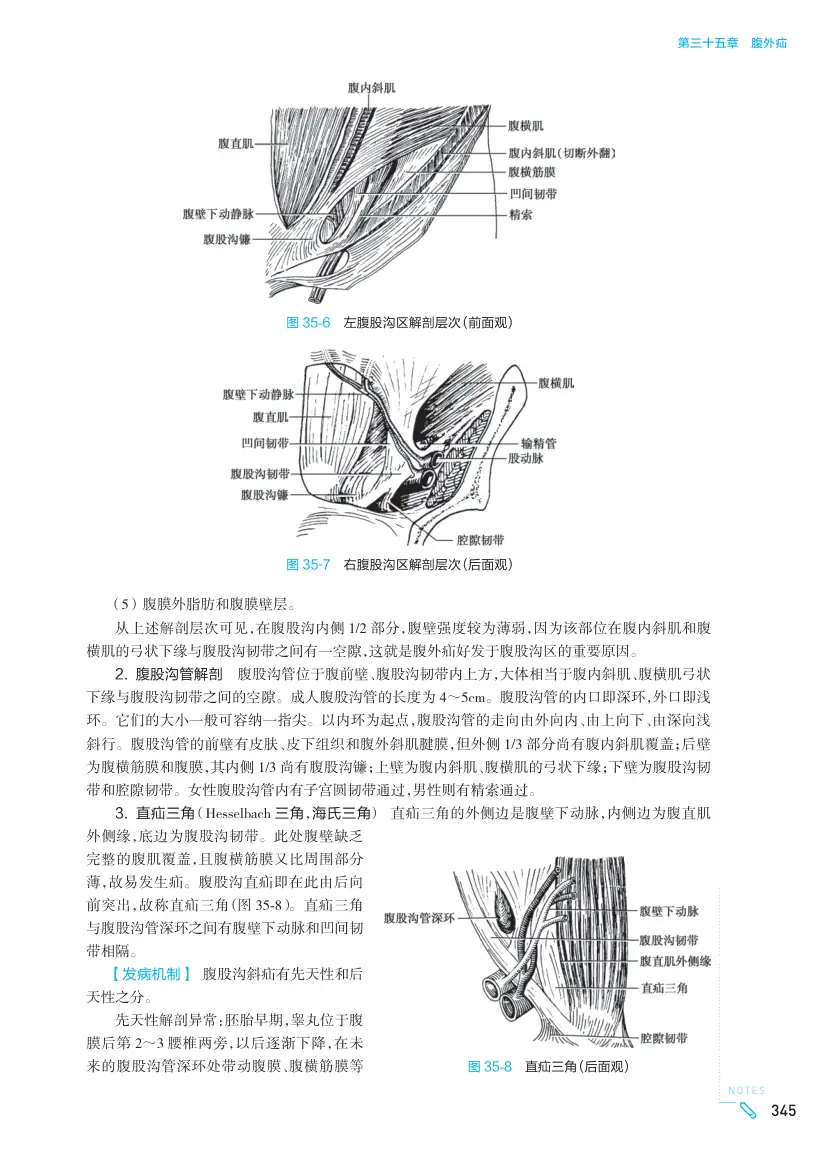 第三十五章 腹外疝
腹内斜肌
腹直肌
腹壁下动静脉
腹股沟镰
腹横肌
腹内斜肌(切断外翻)
腹横筋膜
凹间韧带
精索
图 35-6 左腹股沟区解剖层次(前面观)
腹壁下动静脉
腹直肌
凹间韧带
腹股沟韧带
腹股沟镰
腹横肌
输精管
股动脉
腔隙韧带
图 35-7 右腹股沟区解剖层次(后面观)
(5)腹膜外脂肪和腹膜壁层。
从上述解剖层次可见,在腹股沟内侧 1/2 部分,腹壁强度较为薄弱,因为该部位在腹内斜肌和腹
横肌的弓状下缘与腹股沟韧带之间有一空隙,这就是腹外疝好发于腹股沟区的重要原因。
2. 腹股沟管解剖 腹股沟管位于腹前壁、腹股沟韧带内上方,大体相当于腹内斜肌、腹横肌弓状
下缘与腹股沟韧带之间的空隙。成人腹股沟管的长度为 4～5cm。腹股沟管的内口即深环,外口即浅
环。它们的大小一般可容纳一指尖。以内环为起点,腹股沟管的走向由外向内、由上向下、由深向浅
斜行。腹股沟管的前壁有皮肤、皮下组织和腹外斜肌腱膜,但外侧 1/3 部分尚有腹内斜肌覆盖;后壁
为腹横筋膜和腹膜,其内侧 1/3 尚有腹股沟镰;上壁为腹内斜肌、腹横肌的弓状下缘;下壁为腹股沟韧
带和腔隙韧带。女性腹股沟管内有子宫圆韧带通过,男性则有精索通过。
3. 直疝三角(Hesselbach 三角,海氏三角) 直疝三角的外侧边是腹壁下动脉,内侧边为腹直肌
外侧缘,底边为腹股沟韧带。此处腹壁缺乏
完整的腹肌覆盖,且腹横筋膜又比周围部分
薄,故易发生疝。腹股沟直疝即在此由后向
前突出,故称直疝三角(图 35-8)。直疝三角
与腹股沟管深环之间有腹壁下动脉和凹间韧
带相隔。
【发病机制】 腹股沟斜疝有先天性和后
天性之分。
先天性解剖异常:胚胎早期,睾丸位于腹
膜后第 2～3 腰椎两旁,以后逐渐下降,在未
来的腹股沟管深环处带动腹膜、腹横筋膜等
腹股沟管深环
腹壁下动脉
腹股沟韧带
腹直肌外侧缘
直疝三角
腔隙韧带
图 35-8 直疝三角(后面观)
NOTES
345